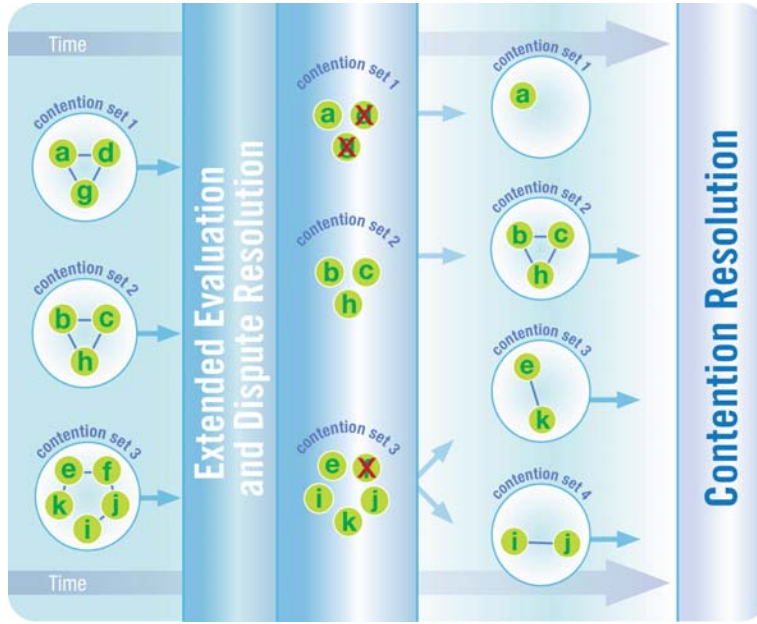 Time
contention set 1
a
d
g
contention set 2
b
c
h
contention set 3
e
f
k
j
i
Time
Extended Evaluation
and Dispute Resolution
contention set 1
a
contention set 2
b
c
h
contention set 3
e
i
j
k
contention set 1
a
contention set 2
b
c
h
contention set 3
e
k
contention set 4
i
j
Contention Resolution